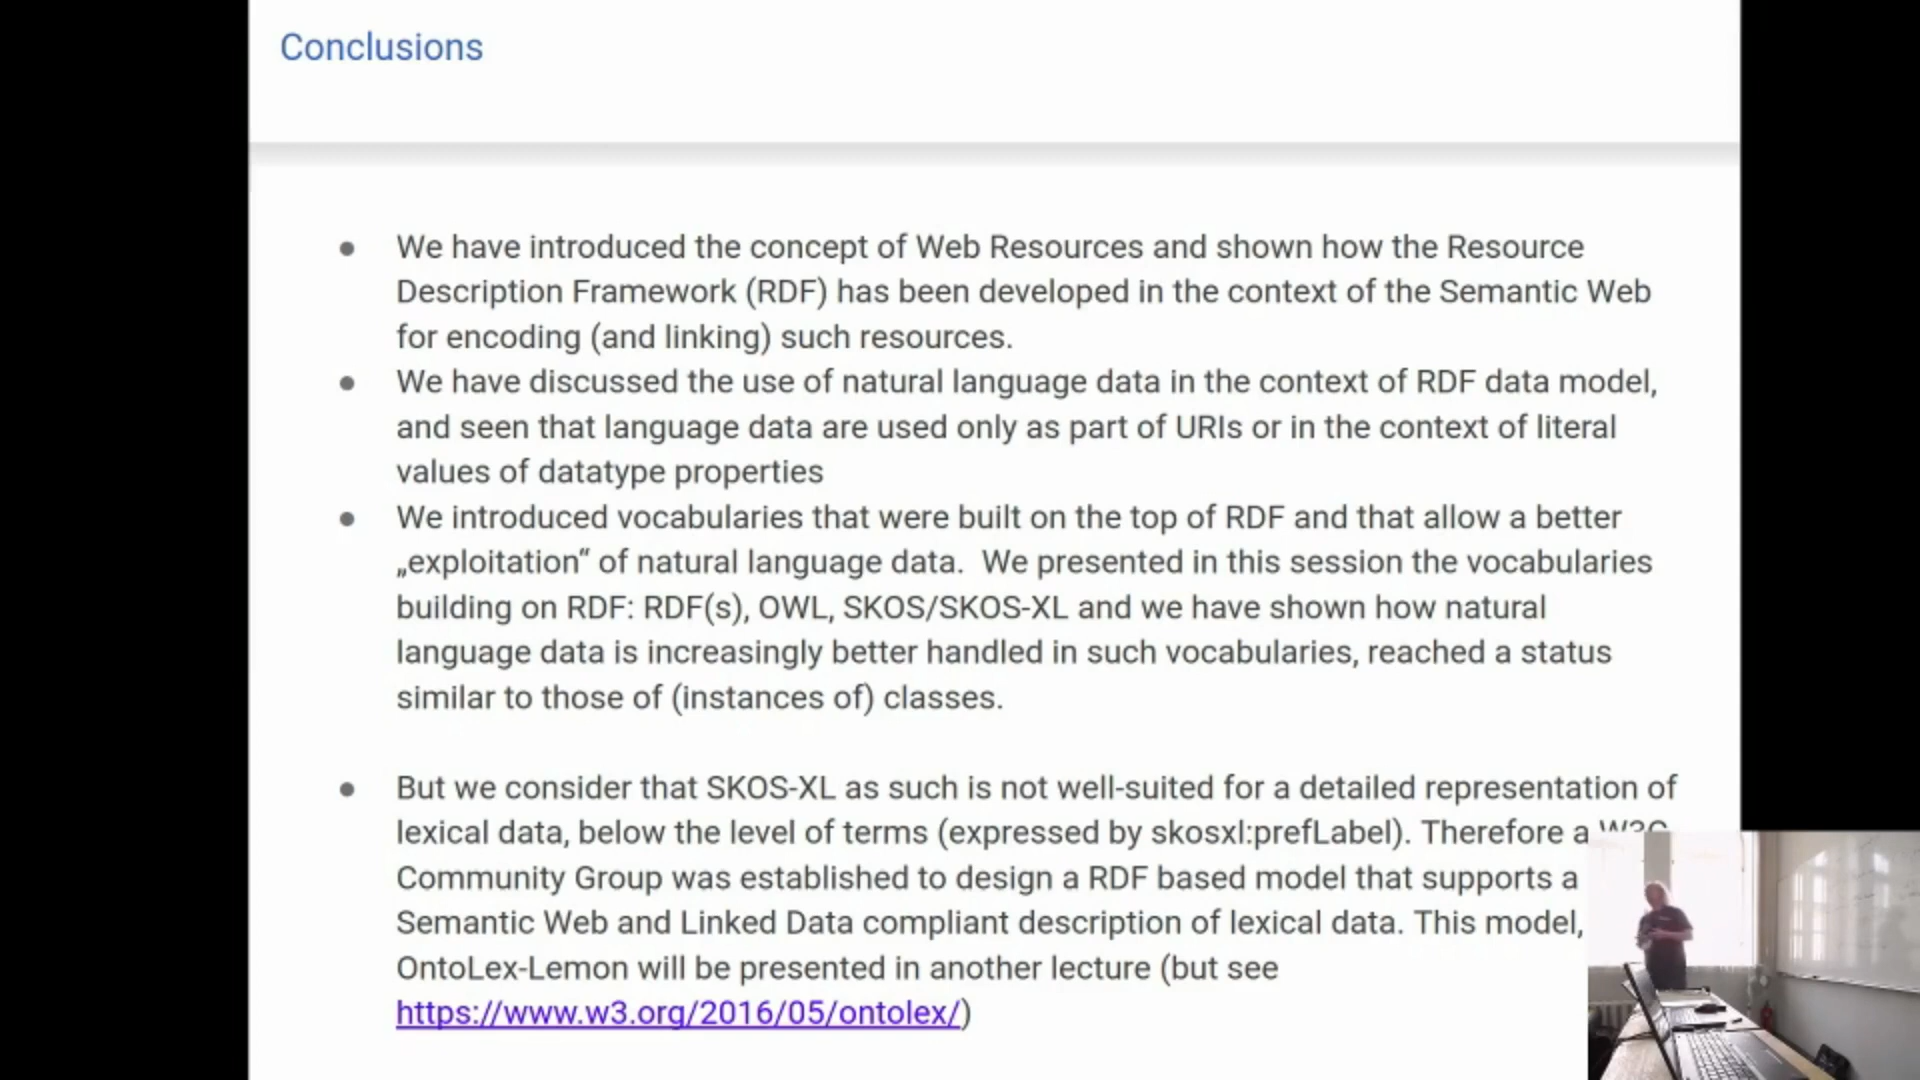 Conclusions
● We have introduced the concept of Web Resources and shown how the Resource
Description Framework (RDF) has been developed in the context of the Semantic Web
for encoding (and linking) such resources.
● We have discussed the use of natural language data in the context of RDF data model,
and seen that language data are used only as part of URIs or in the context of literal
values of datatype properties
● We introduced vocabularies that were built on the top of RDF and that allow a better
„exploitation“ of natural language data.  We presented in this session the vocabularies
building on RDF: RDF(s), OWL, SKOS/SKOS-XL and we have shown how natural
language data is increasingly better handled in such vocabularies, reached a status
similar to those of (instances of) classes.
● But we consider that SKOS-XL as such is not well-suited for a detailed representation of
lexical data, below the level of terms (expressed by skosxl:prefLabel). Therefore a W3C
Community Group was established to design a RDF based model that supports a
Semantic Web and Linked Data compliant description of lexical data. This model,
OntoLex-Lemon will be presented in another lecture (but see
https://www.w3.org/2016/05/ontolex/)